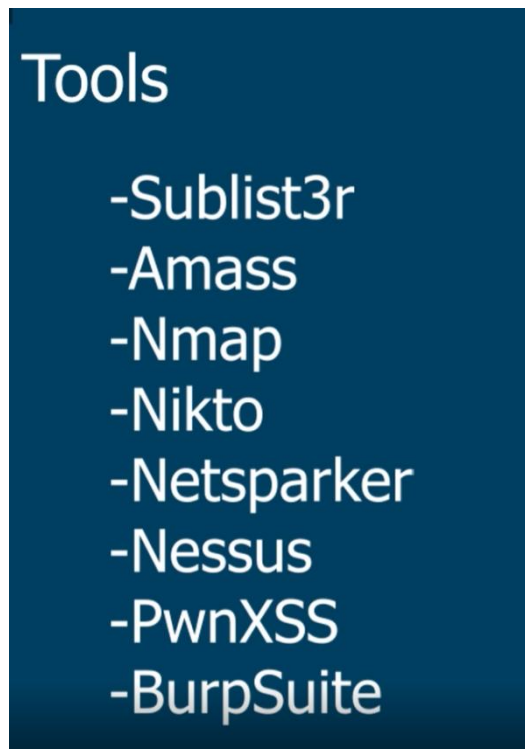 Tools
-Sublist3r
-Amass
-Nmap
-Nikto
-Netsparker
-Nessus
-PwnXSS
-BurpSuite